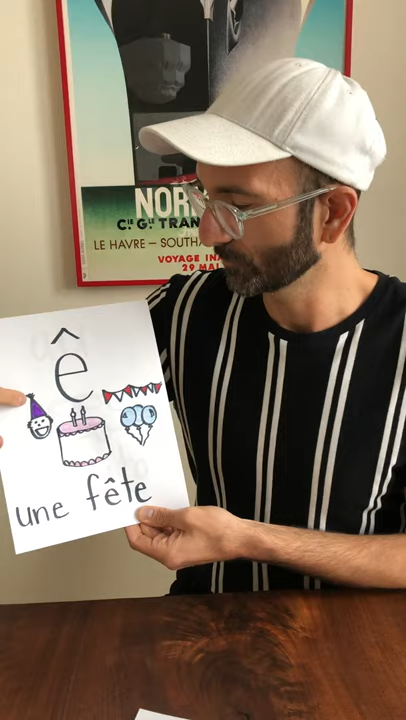 NOR
Cie Gle TRAN
LE HAVRE – SOUTHA
VOYAGE INA
29 MAI
ê
une fête